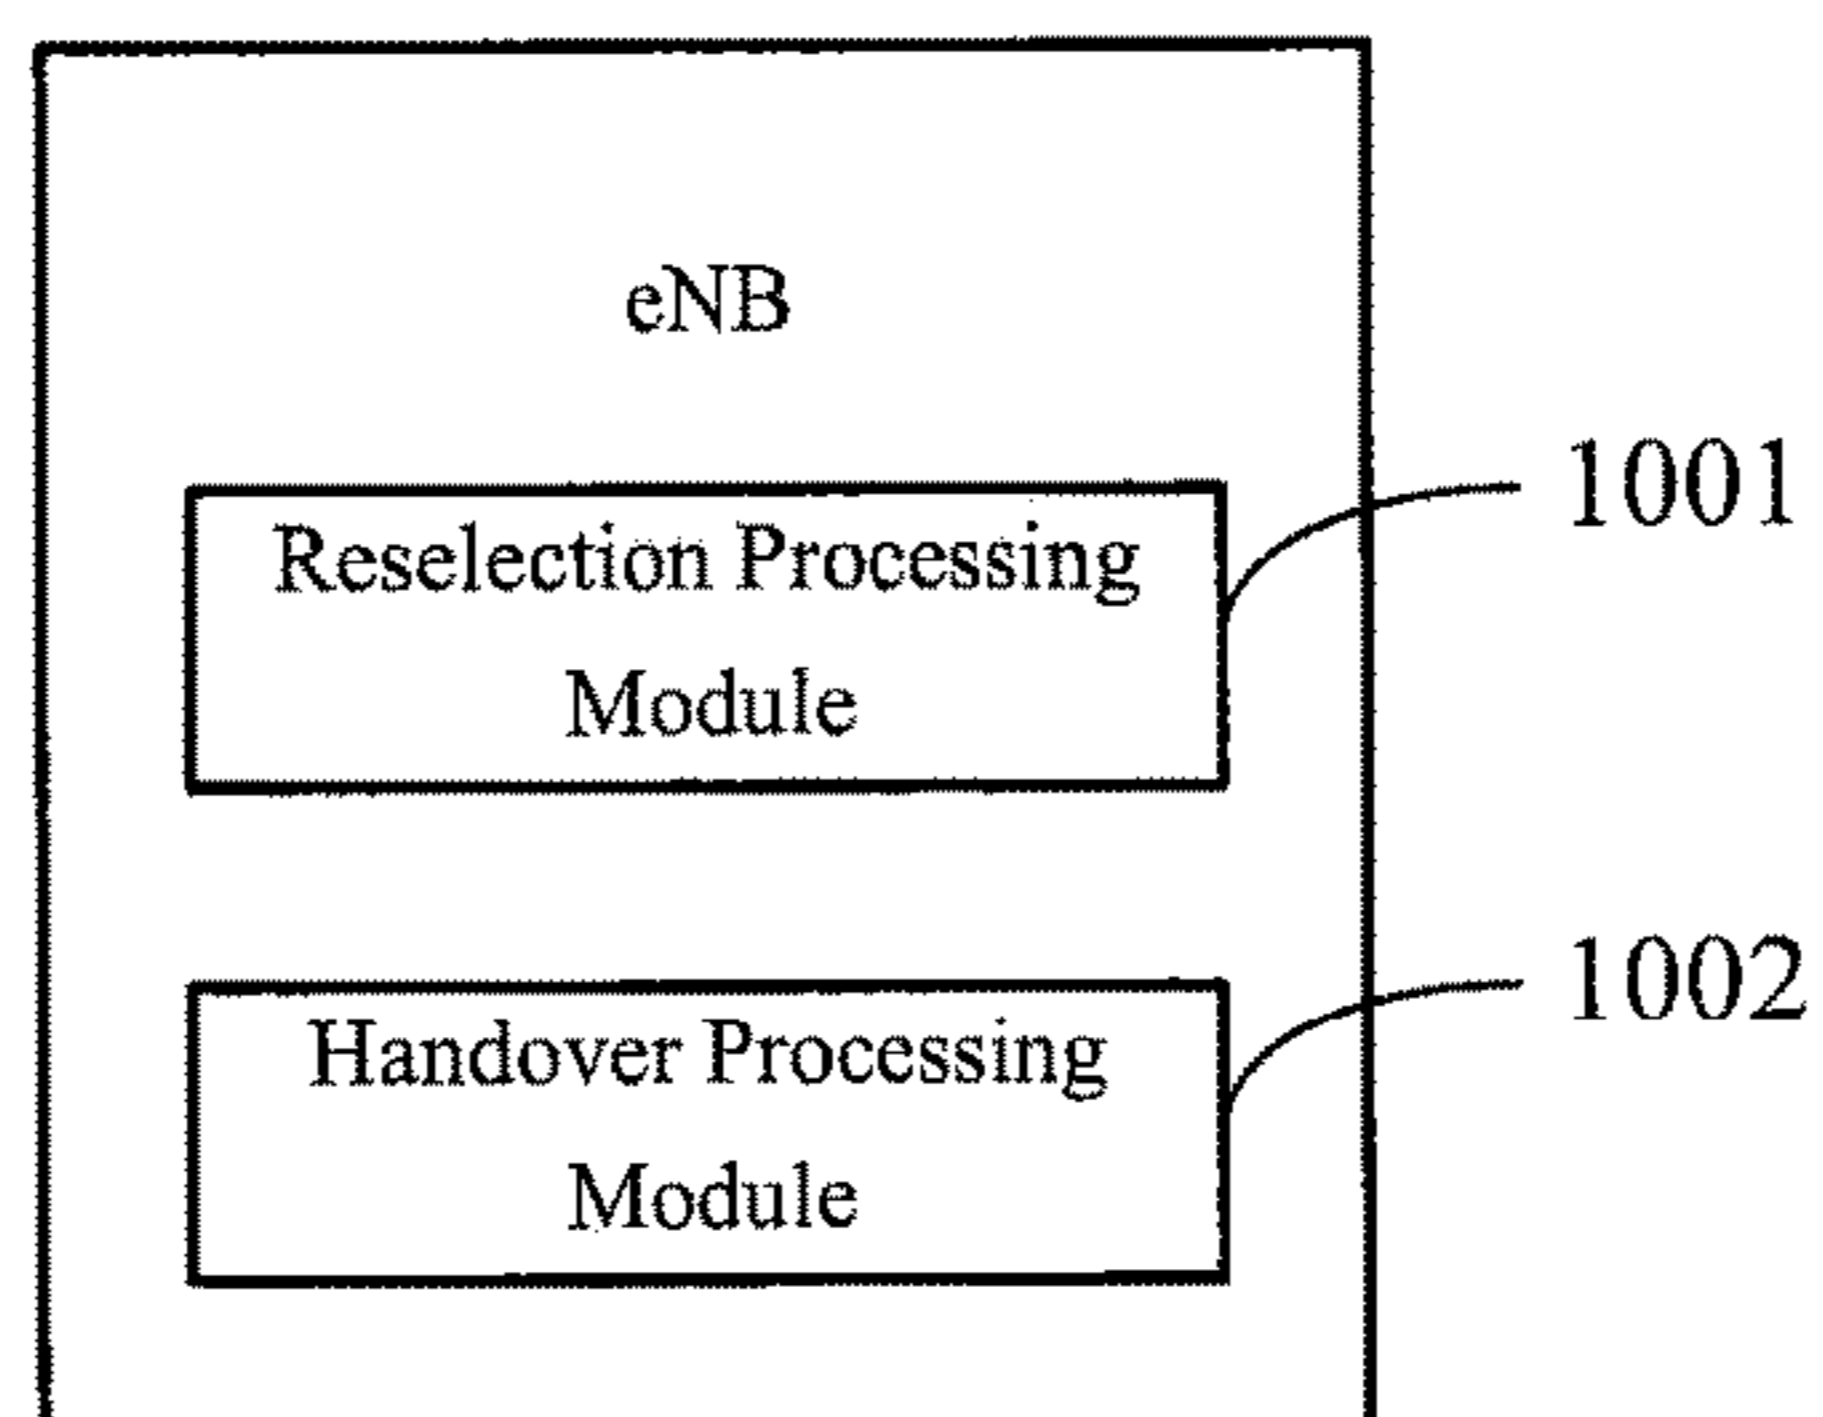 eNB
Reselection Processing
Module
1001
Handover Processing
Module
1002